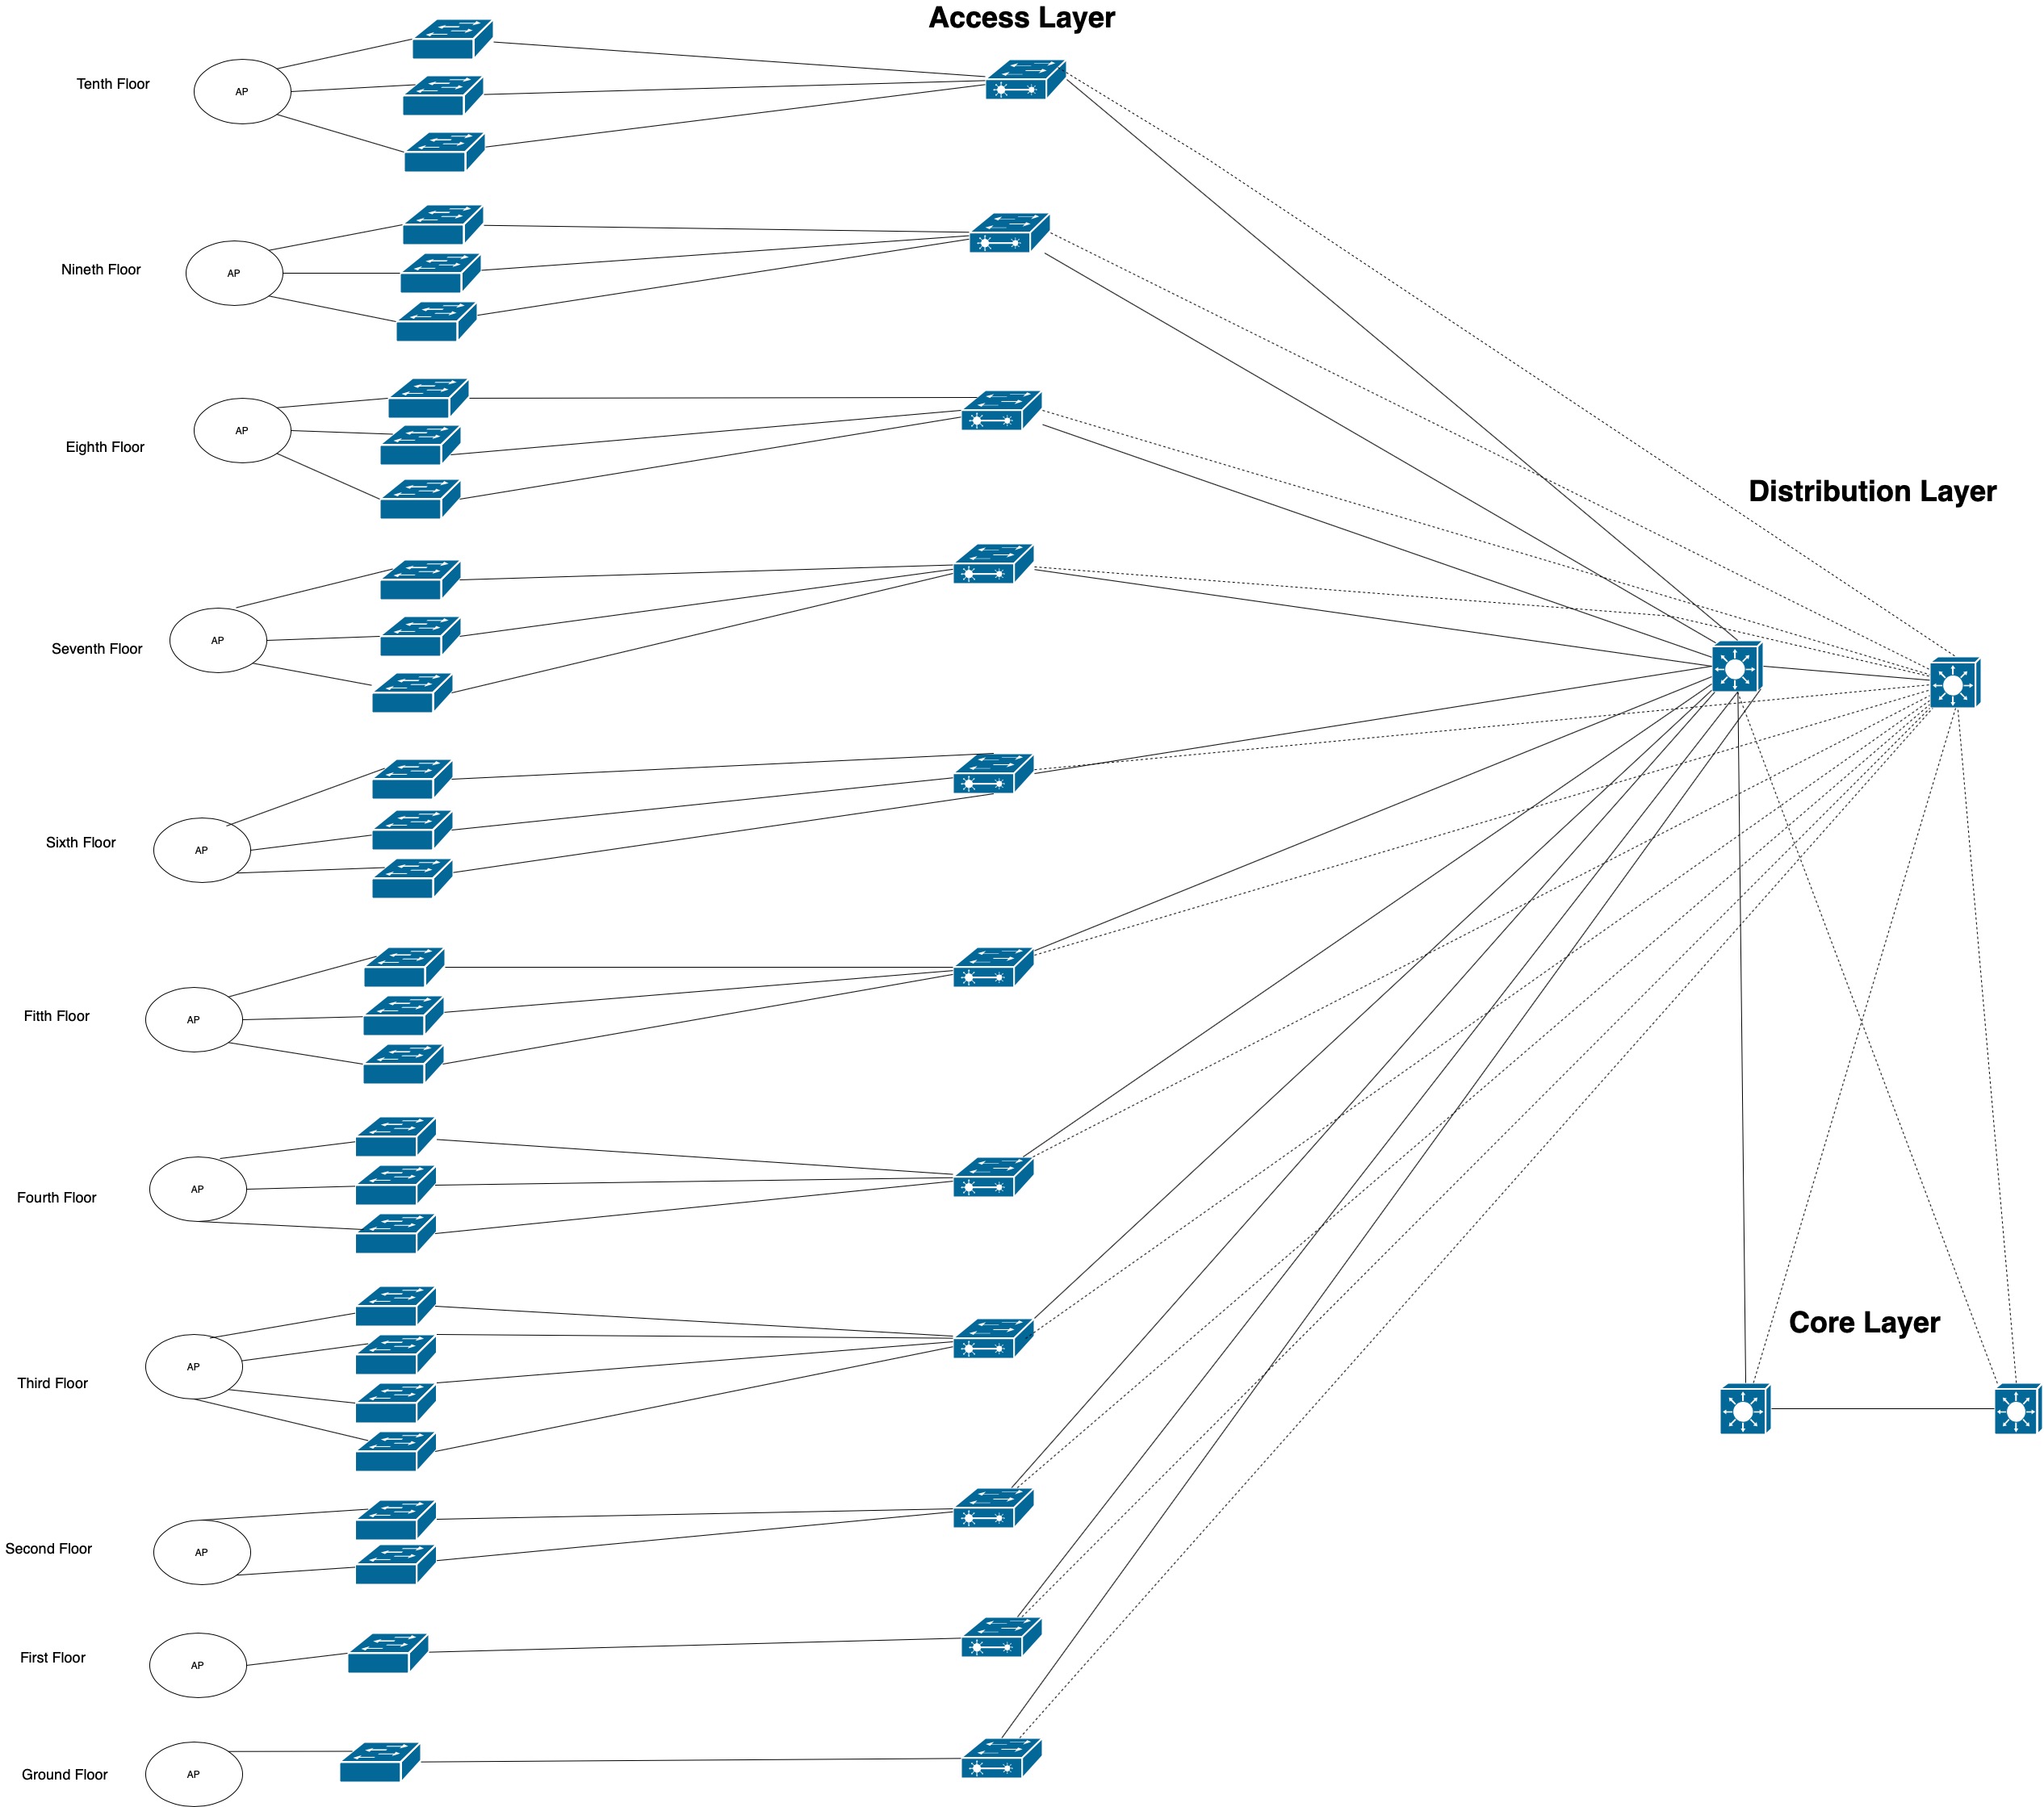 Access Layer
Tenth Floor
AP
Nineth Floor
AP
Eighth Floor
AP
Distribution Layer
Seventh Floor
AP
Sixth Floor
AP
Fitth Floor
AP
Fourth Floor
AP
Core Layer
Third Floor
AP
Second Floor
AP
First Floor
AP
Ground Floor
AP